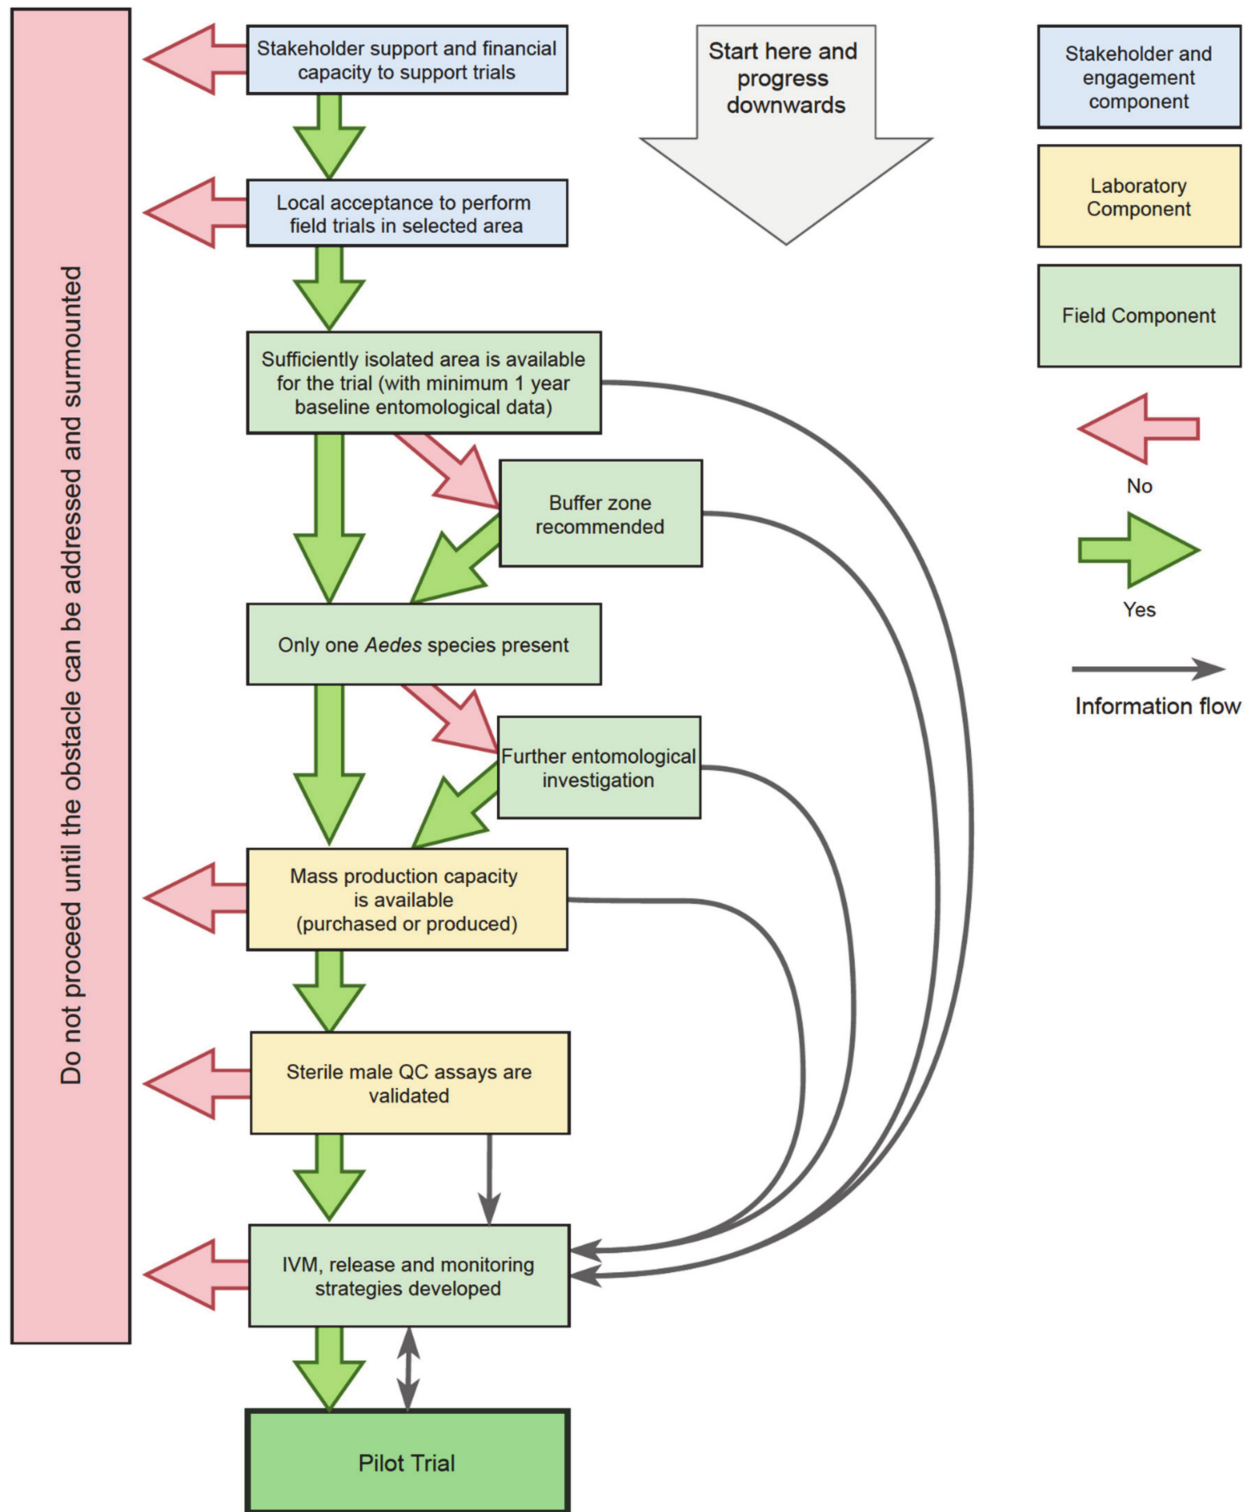 Do not proceed until the obstacle can be addressed and surmounted
Stakeholder support and financial
capacity to support trials
Local acceptance to perform
field trials in selected area
Sufficiently isolated area is available
for the trial (with minimum 1 year
baseline entomological data)
Buffer zone
recommended
Only one Aedes species present
Further entomological
investigation
Mass production capacity
is available
(purchased or produced)
Sterile male QC assays are
validated
IVM, release and monitoring
strategies developed
Pilot Trial
Start here and
progress
downwards
Stakeholder and
engagement
component
Laboratory
Component
Field Component
No
Yes
Information flow